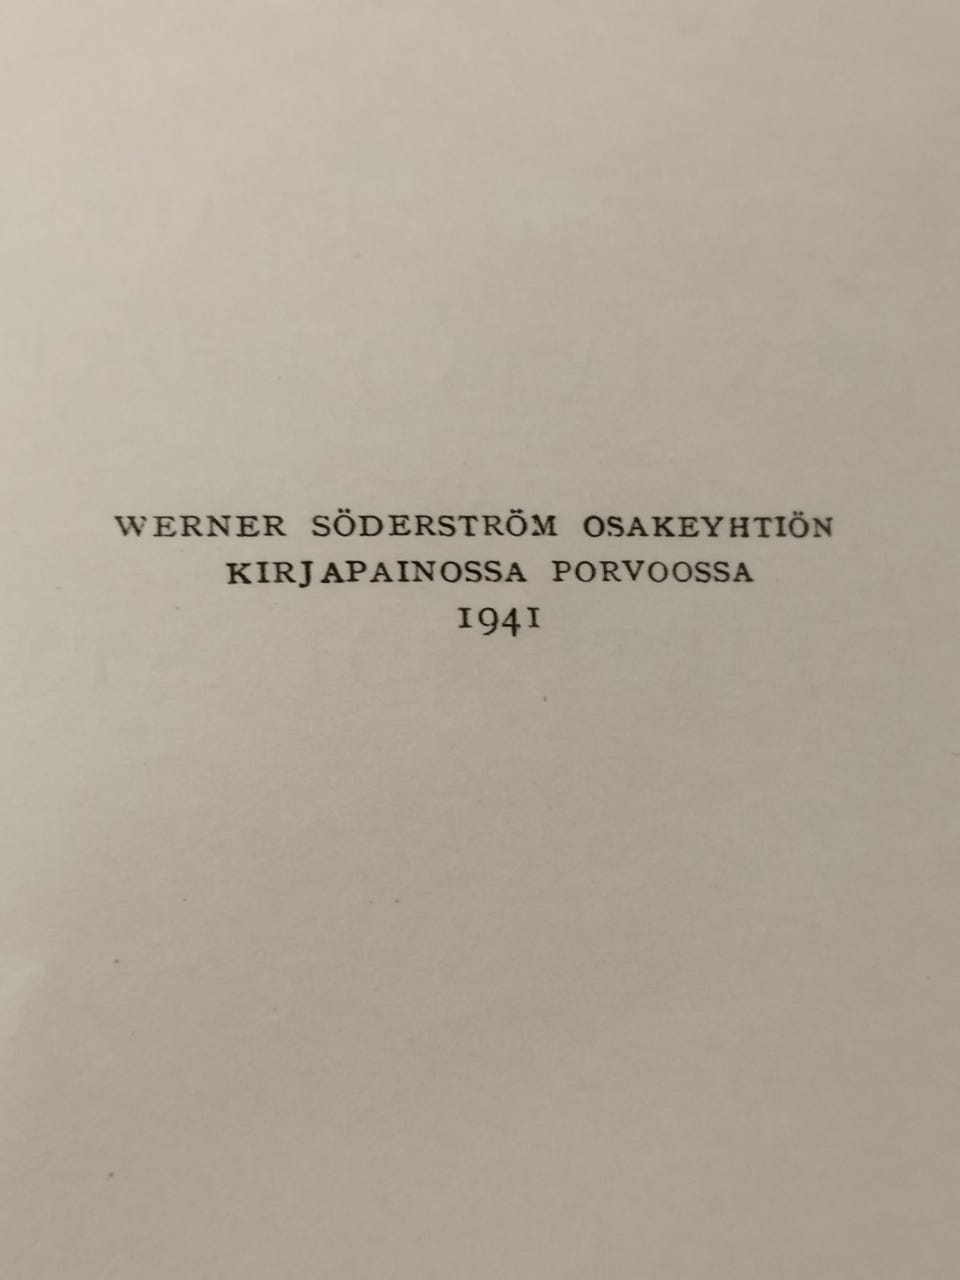 WERNER SÖDERSTRÖM OSAKEYHTIÖN
KIRJAPAINOSSA PORVOOSSA
1941